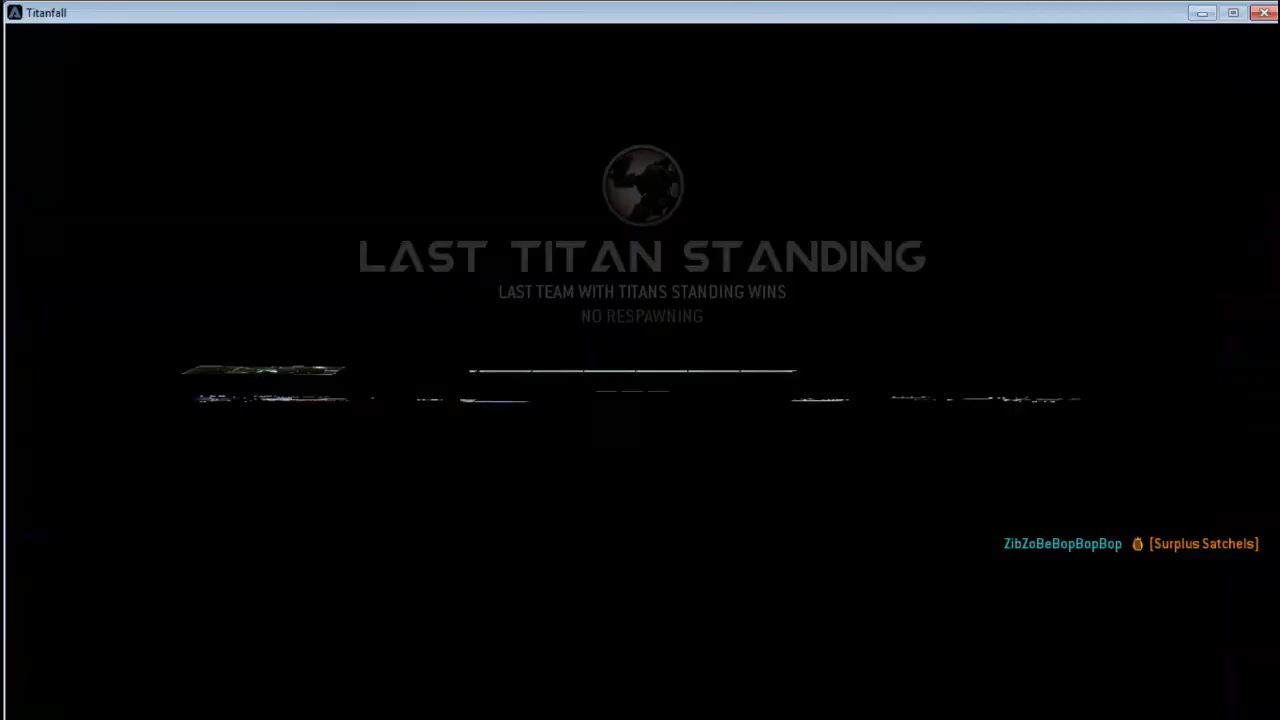 Titanfall
LAST TITAN STANDING
LAST TEAM WITH TITANS STANDING WINS
NO RESPAWNING
ZibZoBeBopBopBop [Surplus Satchels]